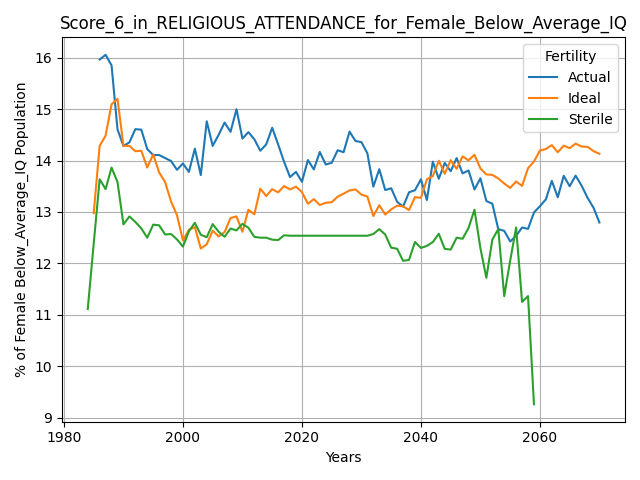 Score_6_in_RELIGIOUS_ATTENDANCE_for_Female_Below_Average_IQ
% of Female Below_Average_IQ Population
16
15
14
13
12
11
10
9
Fertility
Actual
Ideal
Sterile
1980
2000
2020
2040
2060
Years